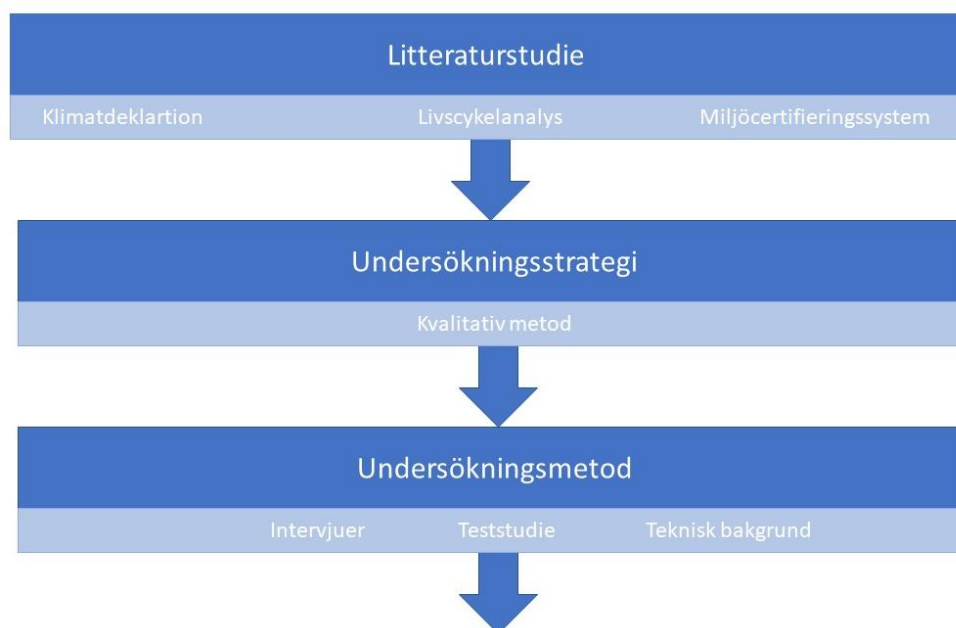 Litteraturstudie
Klimatdeklartion Livscykelanalys Miljöcertifieringssystem
Undersökningsstrategi
Kvalitativ metod
Undersökningsmetod
Intervjuer Teststudie Teknisk bakgrund